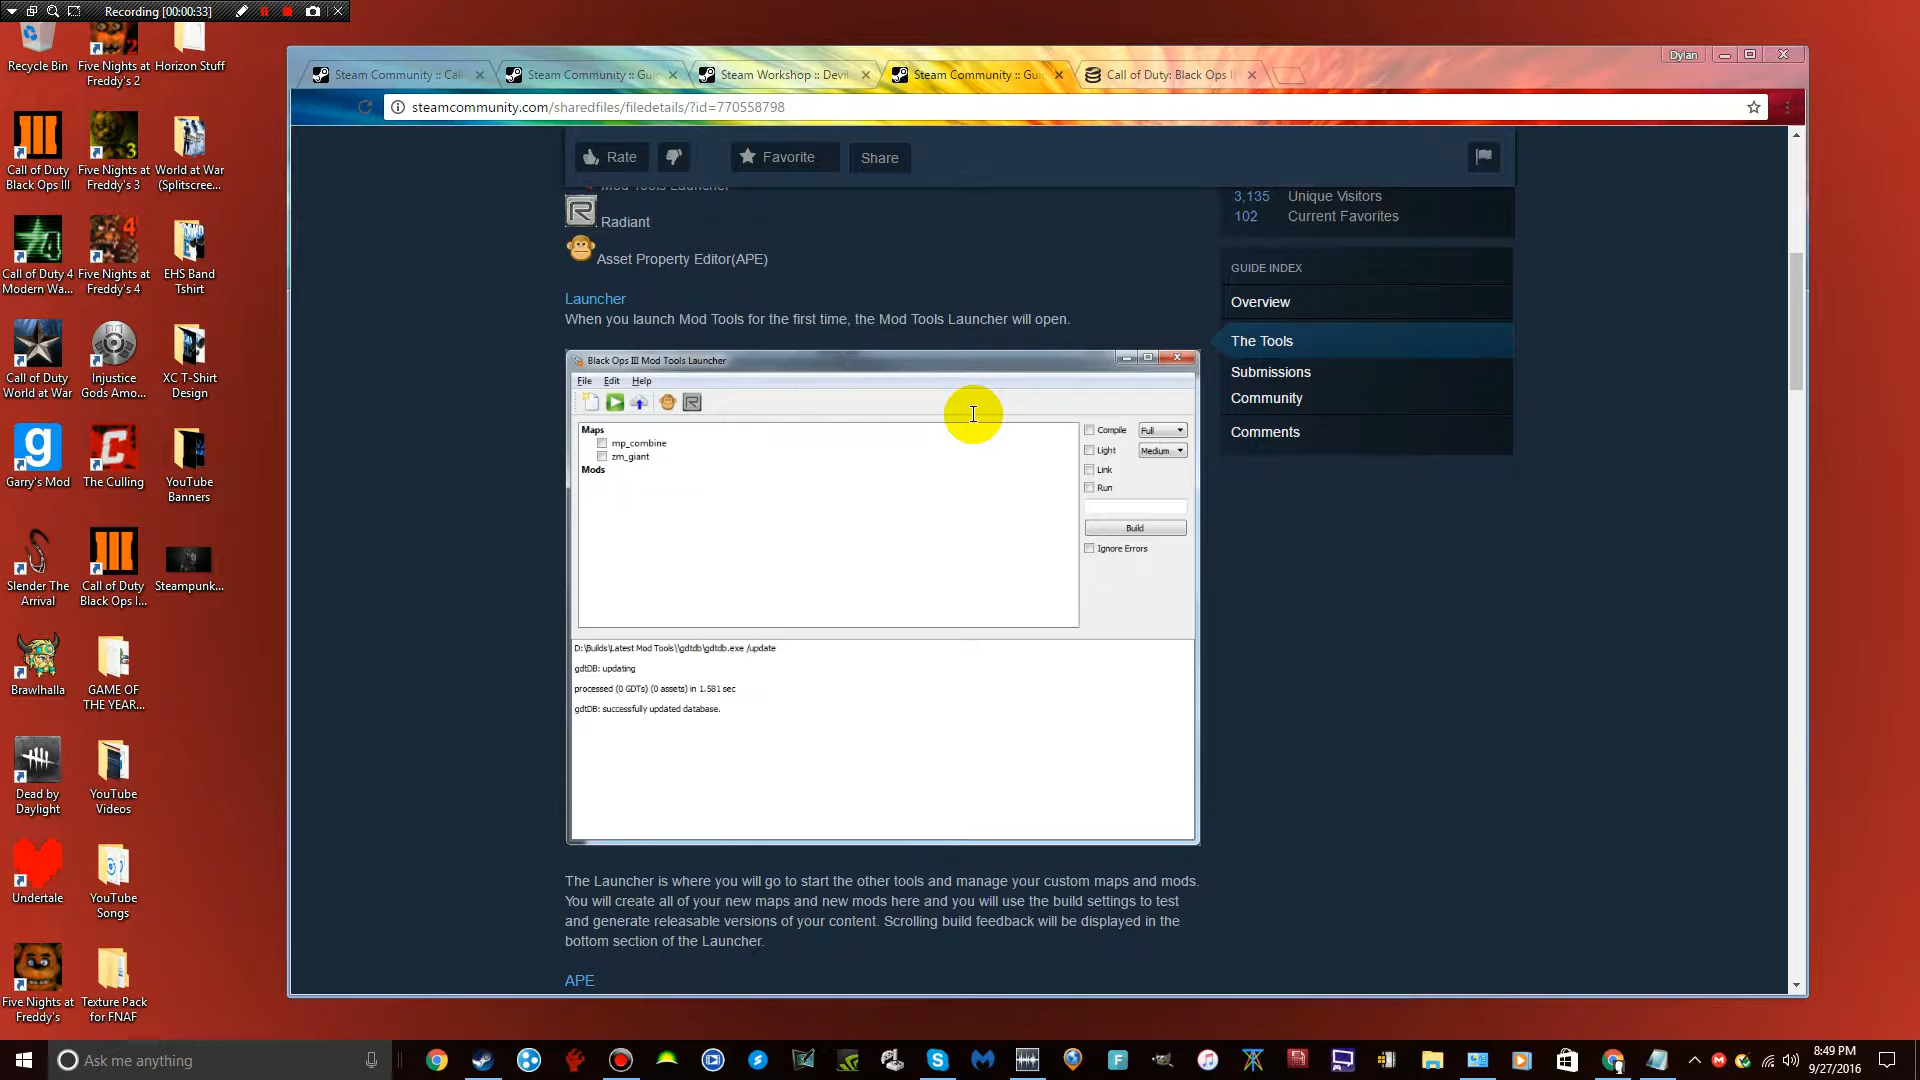 Recording [00:00:33]
Recycle Bin
Five Nights at Freddy's 2
Horizon Stuff
Call of Duty Black Ops III
Five Nights at Freddy's 3
World at War (Splitscree...
Call of Duty 4 Modern Wa...
Five Nights at Freddy's 4
EHS Band Tshirt
Call of Duty World at War
Injustice Gods Amo...
XC T-Shirt Design
Garry's Mod
The Culling
YouTube Banners
Slender The Arrival
Call of Duty Black Ops I...
Steampunk...
Brawlhalla
GAME OF THE YEAR...
Dead by Daylight
YouTube Videos
Undertale
YouTube Songs
Five Nights at Freddy's
Texture Pack for FNAF
Dylan
Steam Community :: Call
Steam Community :: Gui
Steam Workshop :: Devil
Steam Community :: Gui
Call of Duty: Black Ops I
steamcommunity.com/sharedfiles/filedetails/?id=770558798
Rate
Favorite
Share
Mod Tools Launcher
Radiant
Asset Property Editor(APE)
Launcher
When you launch Mod Tools for the first time, the Mod Tools Launcher will open.
Black Ops III Mod Tools Launcher
File Edit Help
Maps
mp_combine
zm_giant
Mods
Compile Full
Light Medium
Link
Run
Build
Ignore Errors
D:\Builds\Latest Mod Tools\\gdtdb\gdtdb.exe /update
gdtDB: updating
processed (0 GDTs) (0 assets) in 1.581 sec
gdtDB: successfully updated database.
The Launcher is where you will go to start the other tools and manage your custom maps and mods.
You will create all of your new maps and new mods here and you will use the build settings to test
and generate releasable versions of your content. Scrolling build feedback will be displayed in the
bottom section of the Launcher.
APE
3,135 Unique Visitors
102 Current Favorites
GUIDE INDEX
Overview
The Tools
Submissions
Community
Comments
Ask me anything
8:49 PM
9/27/2016